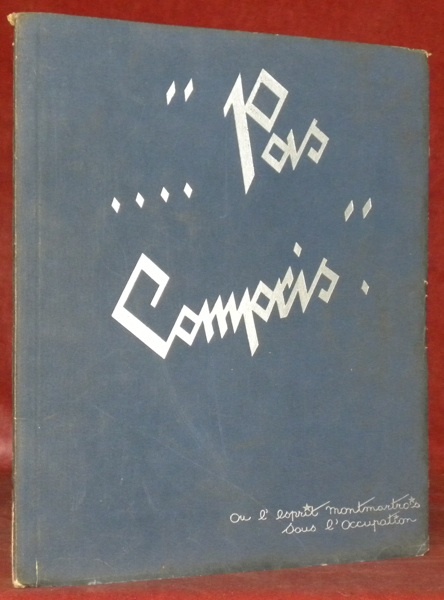 "Pas
....
Compris".
ou l'esprit montmartrois
sous l'occupation